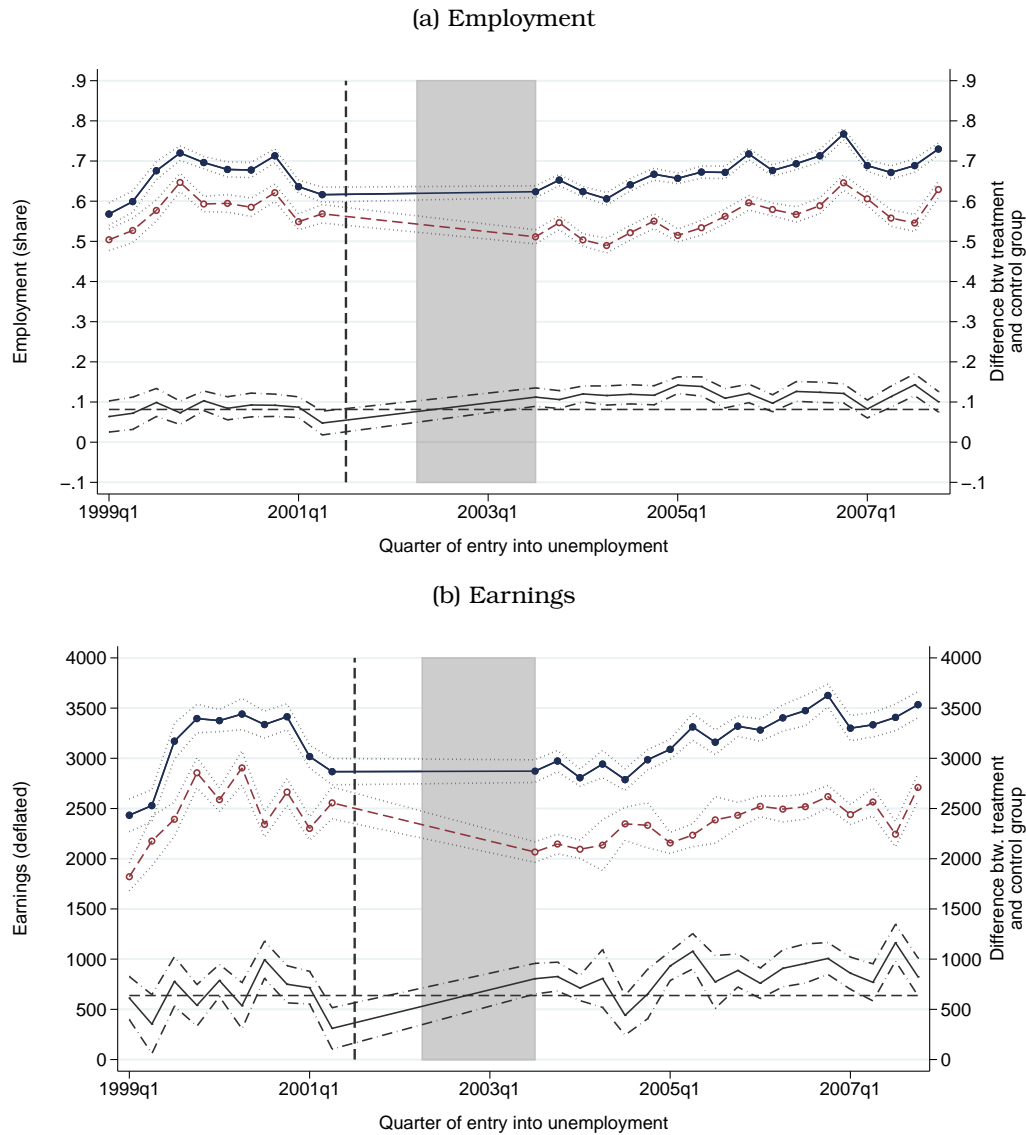 (a) Employment
.9
.8
.7
.6
.5
.4
.3
.2
.1
0
−.1
Employment (share)
.9
.8
.7
.6
.5
.4
.3
.2
.1
0
−.1
Difference btw treatment
and control group
1999q1
2001q1
2003q1
2005q1
2007q1
Quarter of entry into unemployment
(b) Earnings
4000
3500
3000
2500
2000
1500
1000
500
0
Earnings (deflated)
4000
3500
3000
2500
2000
1500
1000
500
0
Difference btw. treatment
and control group
1999q1
2001q1
2003q1
2005q1
2007q1
Quarter of entry into unemployment